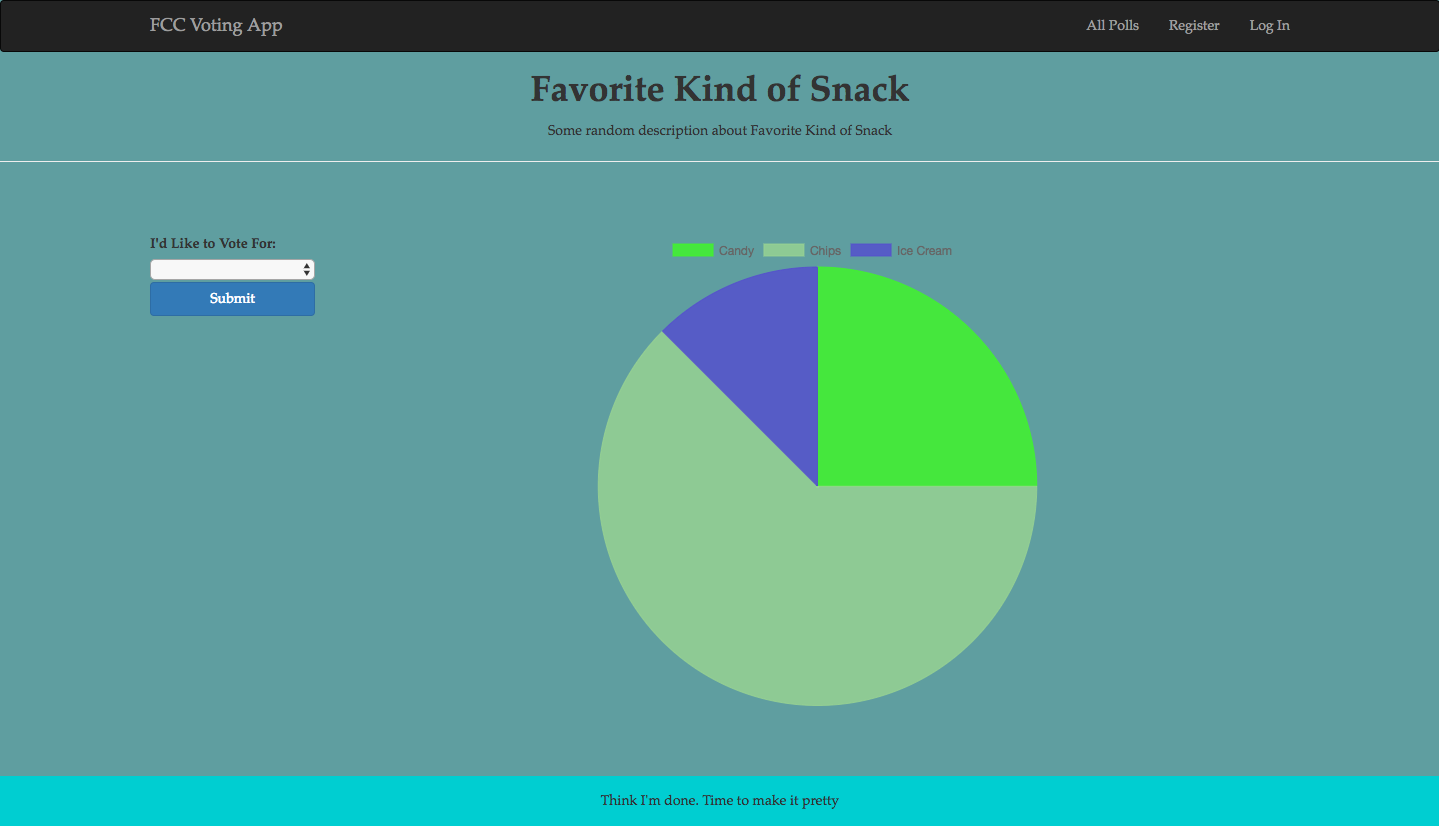 FCC Voting App All Polls Register Log In
Favorite Kind of Snack
Some random description about Favorite Kind of Snack
I'd Like to Vote For:
Submit
Candy Chips Ice Cream
Think I'm done. Time to make it pretty